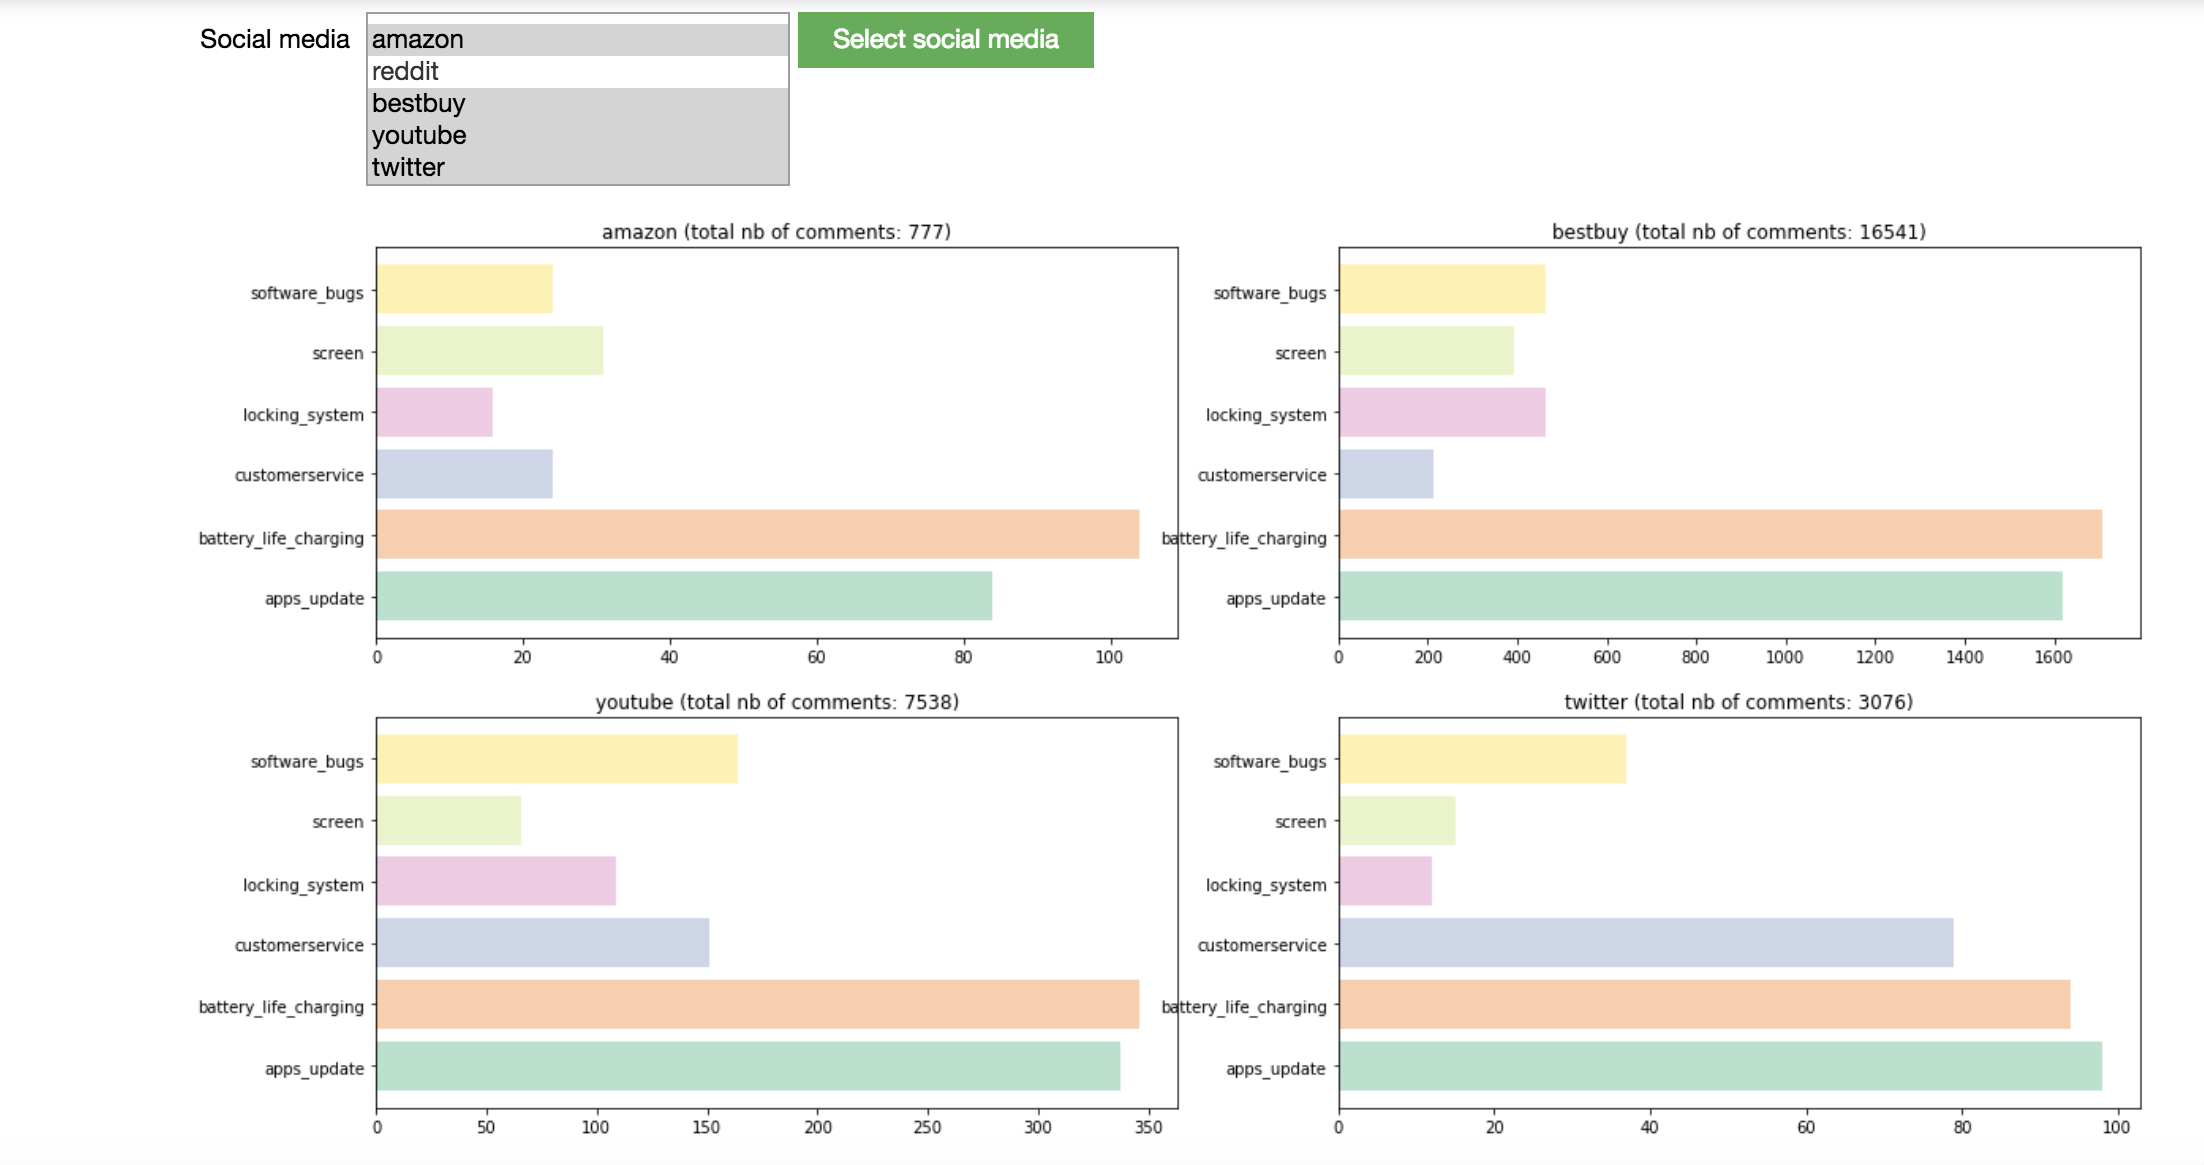 Social media
amazon
reddit
bestbuy
youtube
twitter
Select social media
amazon (total nb of comments: 777)
software_bugs
screen
locking_system
customerservice
battery_life_charging
apps_update
0 20 40 60 80 100
bestbuy (total nb of comments: 16541)
software_bugs
screen
locking_system
customerservice
battery_life_charging
apps_update
0 200 400 600 800 1000 1200 1400 1600
youtube (total nb of comments: 7538)
software_bugs
screen
locking_system
customerservice
battery_life_charging
apps_update
0 50 100 150 200 250 300 350
twitter (total nb of comments: 3076)
software_bugs
screen
locking_system
customerservice
battery_life_charging
apps_update
0 20 40 60 80 100